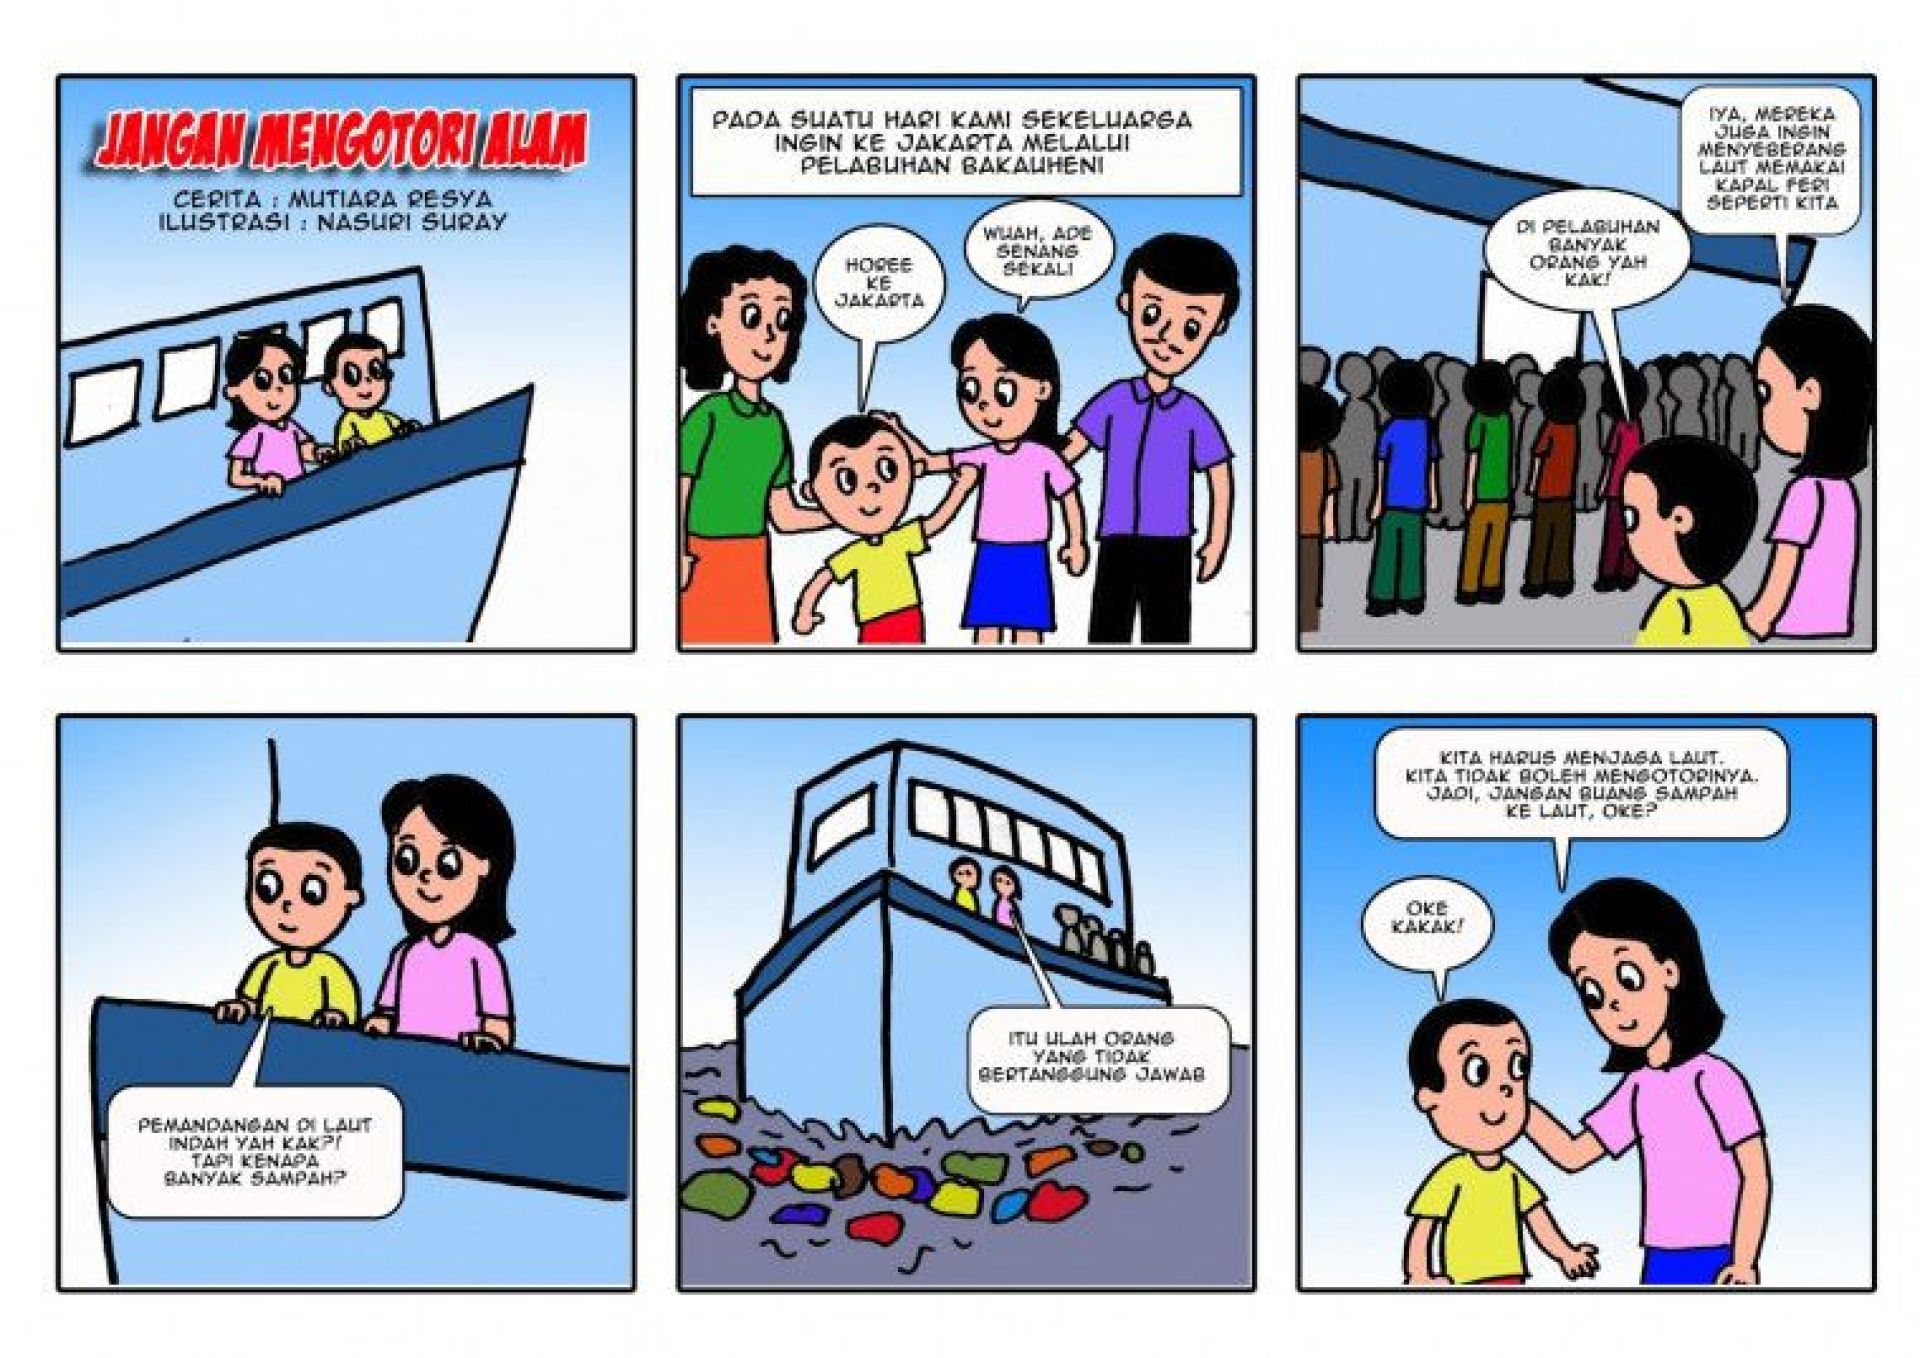 JANGAN MENGOTORI ALAM
CERITA : MUTIARA RESYA
ILUSTRASI : NASURI SURAY
PADA SUATU HARI KAMI SEKELUARGA
INGIN KE JAKARTA MELALUI
PELABUHAN BAKAUHENI
HOREE
KE
JAKARTA
WUAH, ADE
SENANG
SEKALI
DI PELABUHAN
BANYAK
ORANG YAH
KAK!
IYA, MEREKA
JUGA INGIN
MENYEBERANG
LAUT MEMAKAI
KAPAL FERI
SEPERTI KITA
PEMANDANGAN DI LAUT
INDAH YAH KAK?!
TAPI KENAPA
BANYAK SAMPAH?
ITU ULAH ORANG
YANG TIDAK
BERTANGGUNG JAWAB
KITA HARUS MENJAGA LAUT.
KITA TIDAK BOLEH MENGOTORINYA.
JADI, JANGAN BUANG SAMPAH
KE LAUT, OKE?
OKE
KAKAK!